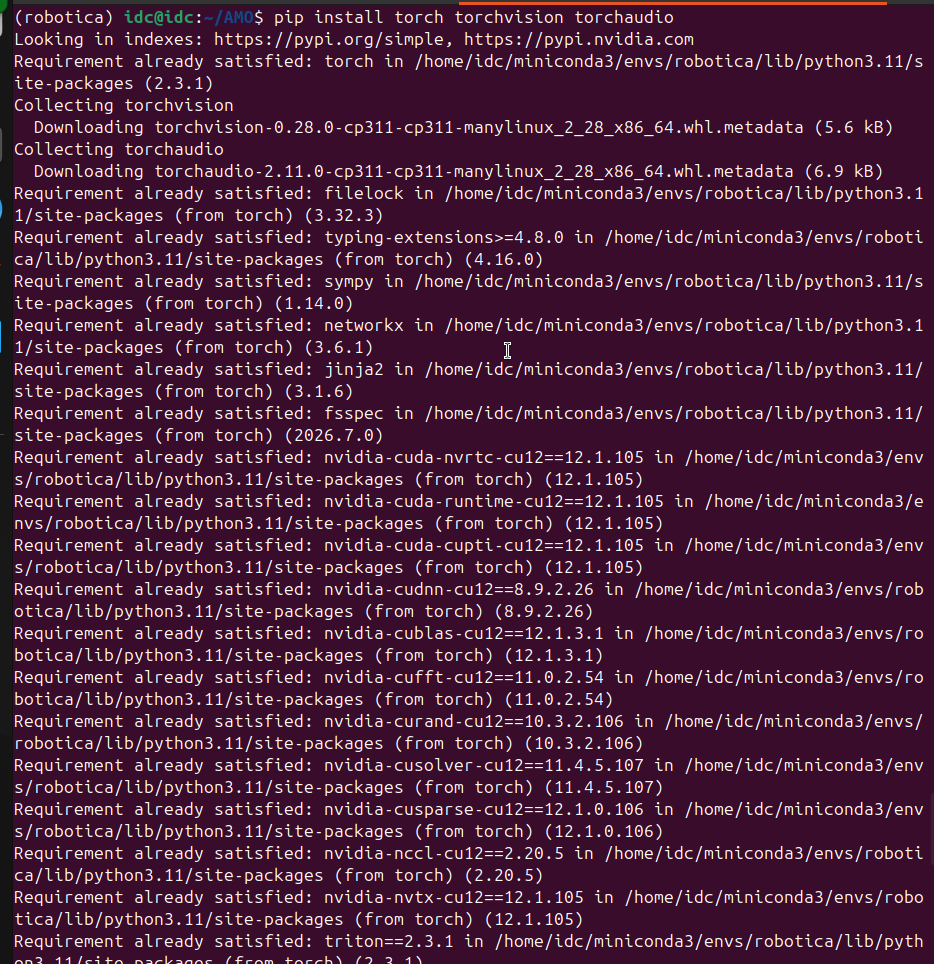 (robotica) idc@idc:~/AMO$ pip install torch torchvision torchaudio
Looking in indexes: https://pypi.org/simple, https://pypi.nvidia.com
Requirement already satisfied: torch in /home/idc/miniconda3/envs/robotica/lib/python3.11/s
ite-packages (2.3.1)
Collecting torchvision
  Downloading torchvision-0.28.0-cp311-cp311-manylinux_2_28_x86_64.whl.metadata (5.6 kB)
Collecting torchaudio
  Downloading torchaudio-2.11.0-cp311-cp311-manylinux_2_28_x86_64.whl.metadata (6.9 kB)
Requirement already satisfied: filelock in /home/idc/miniconda3/envs/robotica/lib/python3.1
1/site-packages (from torch) (3.32.3)
Requirement already satisfied: typing-extensions>=4.8.0 in /home/idc/miniconda3/envs/roboti
ca/lib/python3.11/site-packages (from torch) (4.16.0)
Requirement already satisfied: sympy in /home/idc/miniconda3/envs/robotica/lib/python3.11/s
ite-packages (from torch) (1.14.0)
Requirement already satisfied: networkx in /home/idc/miniconda3/envs/robotica/lib/python3.1
1/site-packages (from torch) (3.6.1)
Requirement already satisfied: jinja2 in /home/idc/miniconda3/envs/robotica/lib/python3.11/
site-packages (from torch) (3.1.6)
Requirement already satisfied: fsspec in /home/idc/miniconda3/envs/robotica/lib/python3.11/
site-packages (from torch) (2026.7.0)
Requirement already satisfied: nvidia-cuda-nvrtc-cu12==12.1.105 in /home/idc/miniconda3/env
s/robotica/lib/python3.11/site-packages (from torch) (12.1.105)
Requirement already satisfied: nvidia-cuda-runtime-cu12==12.1.105 in /home/idc/miniconda3/e
nvs/robotica/lib/python3.11/site-packages (from torch) (12.1.105)
Requirement already satisfied: nvidia-cuda-cupti-cu12==12.1.105 in /home/idc/miniconda3/env
s/robotica/lib/python3.11/site-packages (from torch) (12.1.105)
Requirement already satisfied: nvidia-cudnn-cu12==8.9.2.26 in /home/idc/miniconda3/envs/rob
otica/lib/python3.11/site-packages (from torch) (8.9.2.26)
Requirement already satisfied: nvidia-cublas-cu12==12.1.3.1 in /home/idc/miniconda3/envs/ro
botica/lib/python3.11/site-packages (from torch) (12.1.3.1)
Requirement already satisfied: nvidia-cufft-cu12==11.0.2.54 in /home/idc/miniconda3/envs/ro
botica/lib/python3.11/site-packages (from torch) (11.0.2.54)
Requirement already satisfied: nvidia-curand-cu12==10.3.2.106 in /home/idc/miniconda3/envs/
robotica/lib/python3.11/site-packages (from torch) (10.3.2.106)
Requirement already satisfied: nvidia-cusolver-cu12==11.4.5.107 in /home/idc/miniconda3/env
s/robotica/lib/python3.11/site-packages (from torch) (11.4.5.107)
Requirement already satisfied: nvidia-cusparse-cu12==12.1.0.106 in /home/idc/miniconda3/env
s/robotica/lib/python3.11/site-packages (from torch) (12.1.0.106)
Requirement already satisfied: nvidia-nccl-cu12==2.20.5 in /home/idc/miniconda3/envs/roboti
ca/lib/python3.11/site-packages (from torch) (2.20.5)
Requirement already satisfied: nvidia-nvtx-cu12==12.1.105 in /home/idc/miniconda3/envs/robo
tica/lib/python3.11/site-packages (from torch) (12.1.105)
Requirement already satisfied: triton==2.3.1 in /home/idc/miniconda3/envs/robotica/lib/pyth
on3.11/site-packages (from torch) (2.3.1)